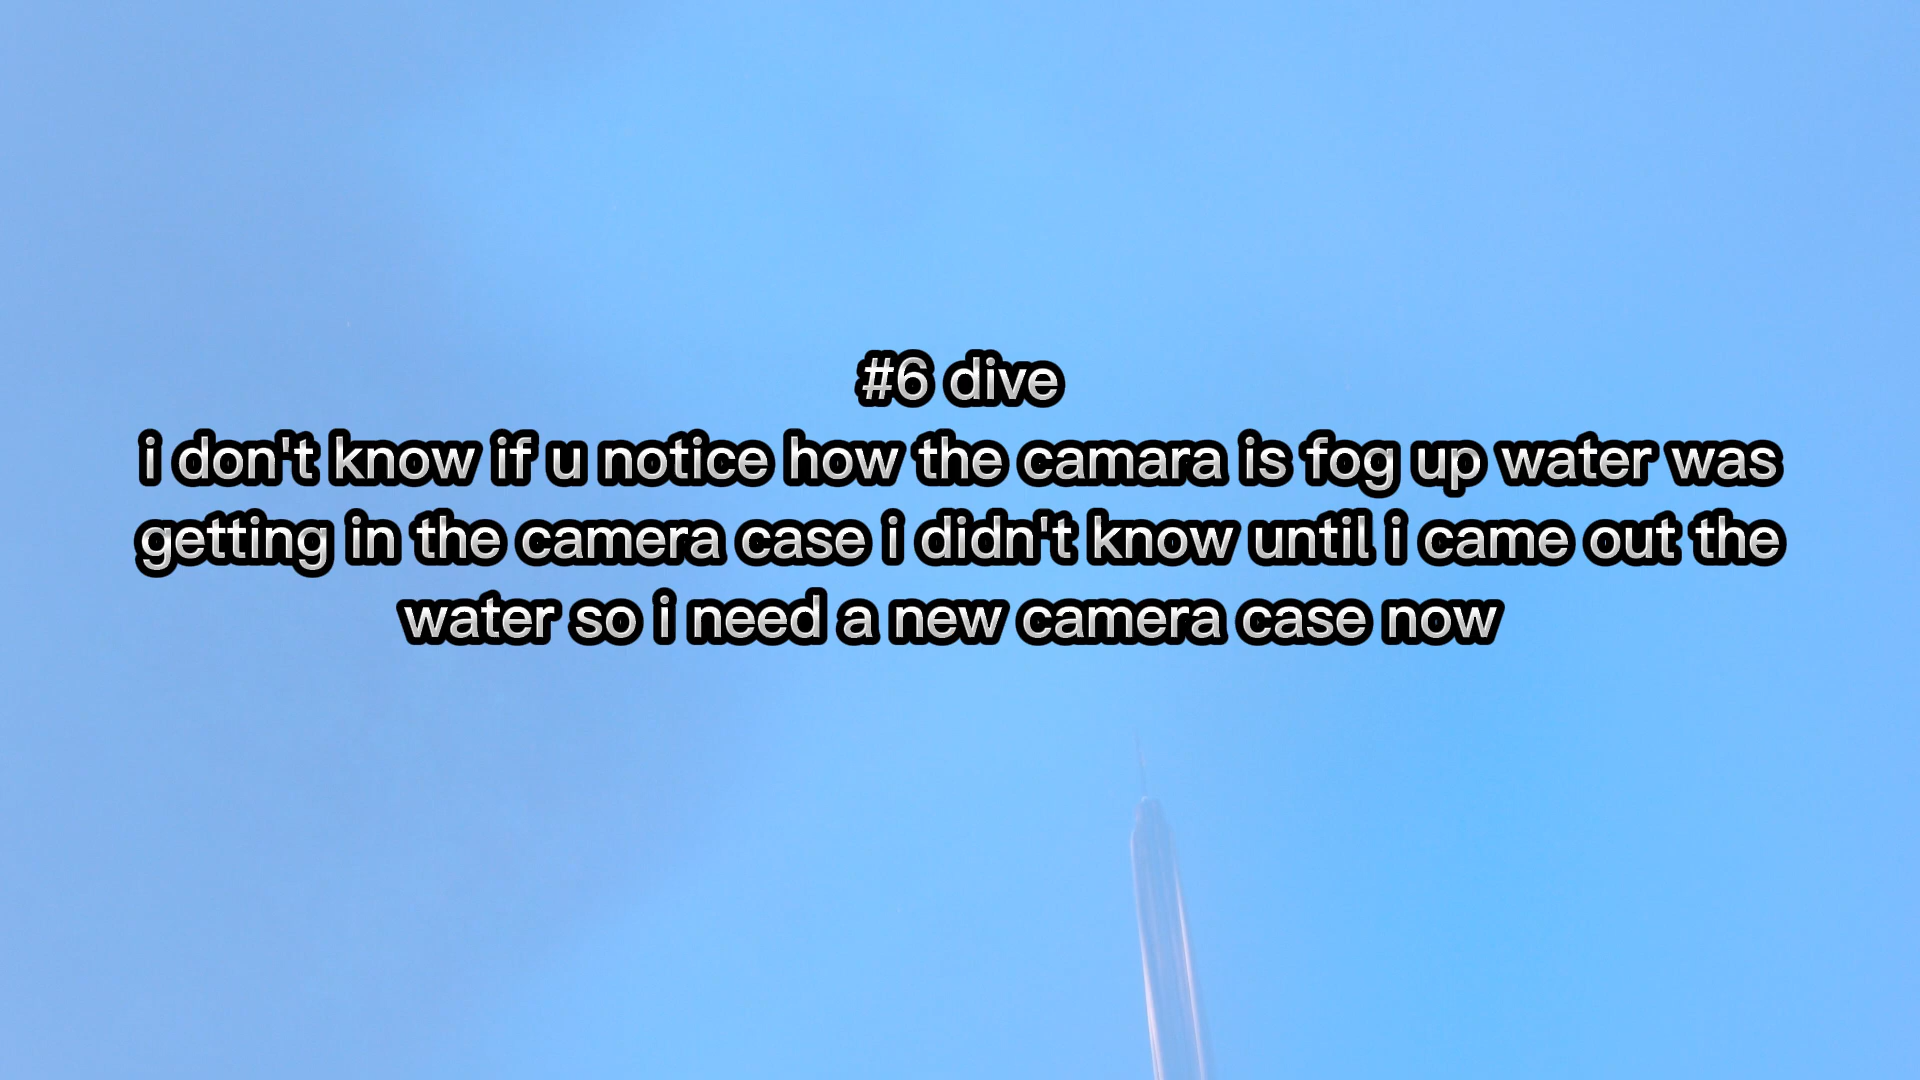 #6 dive
i don't know if u notice how the camara is fog up water was
getting in the camera case i didn't know until i came out the
water so i need a new camera case now